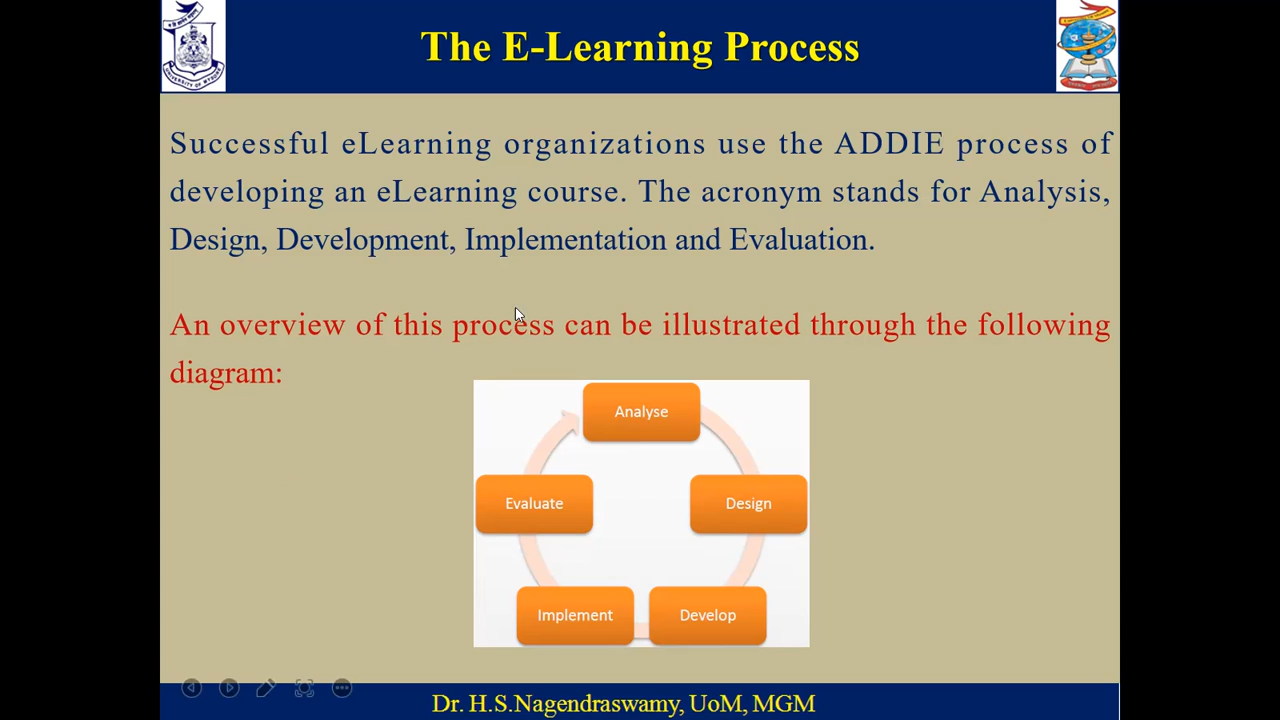 The E-Learning Process
Successful eLearning organizations use the ADDIE process of
developing an eLearning course. The acronym stands for Analysis,
Design, Development, Implementation and Evaluation.
An overview of this process can be illustrated through the following
diagram:
Analyse
Evaluate
Design
Implement
Develop
Dr. H.S.Nagendraswamy, UoM, MGM